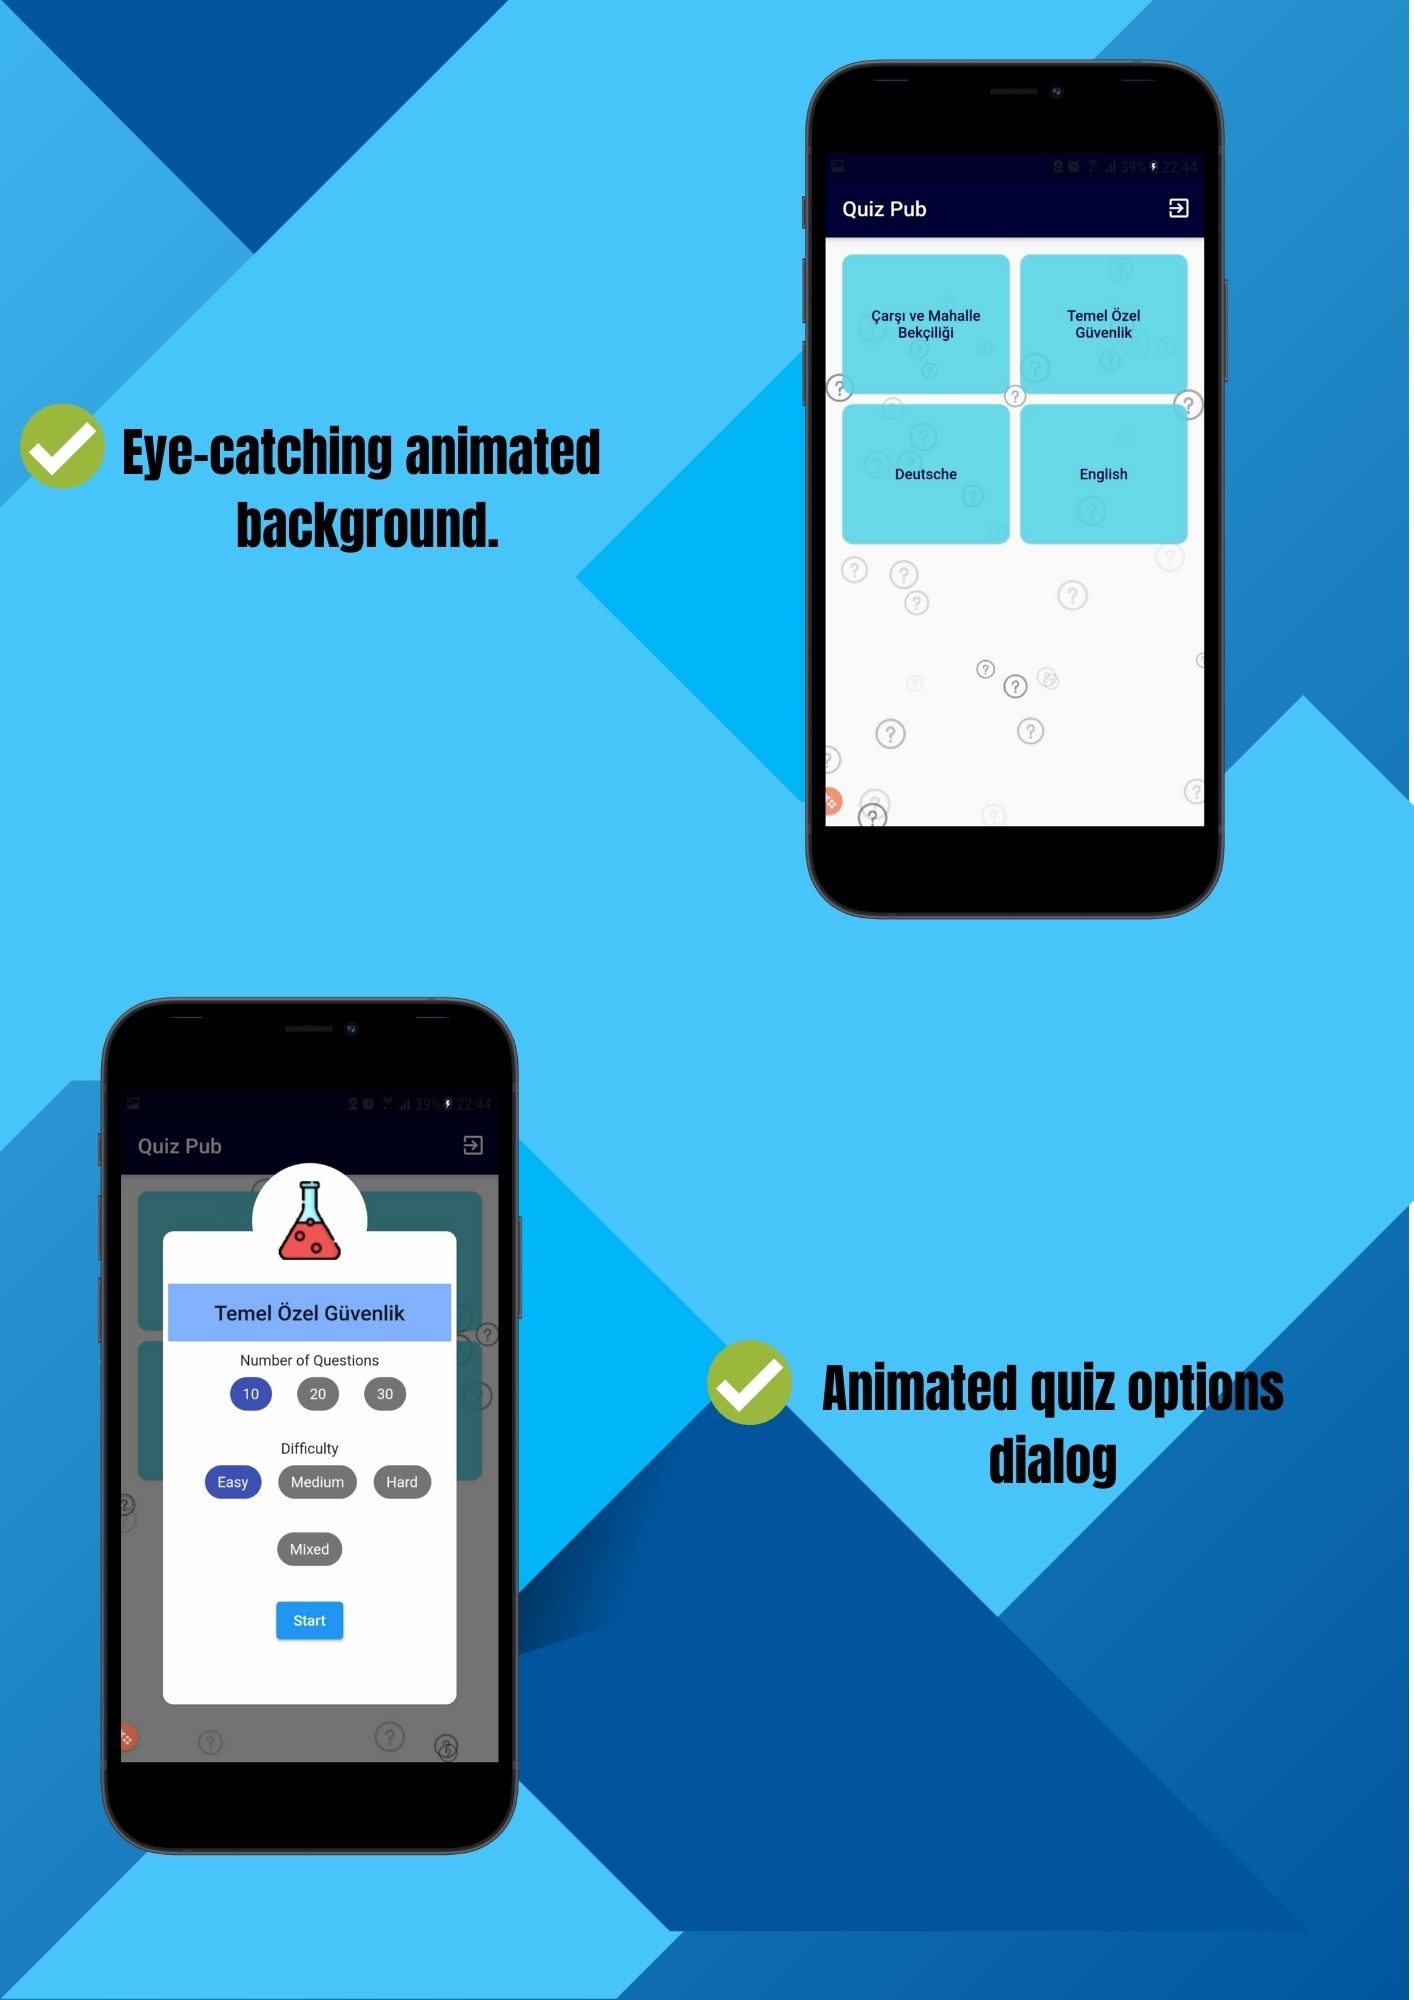 39% 22:44
Quiz Pub
Çarşı ve Mahalle
Bekçiliği
Temel Özel
Güvenlik
Deutsche
English
Eye-catching animated
background.
39% 22:44
Quiz Pub
Temel Özel Güvenlik
Number of Questions
10 20 30
Difficulty
Easy Medium Hard
Mixed
Start
Animated quiz options
dialog